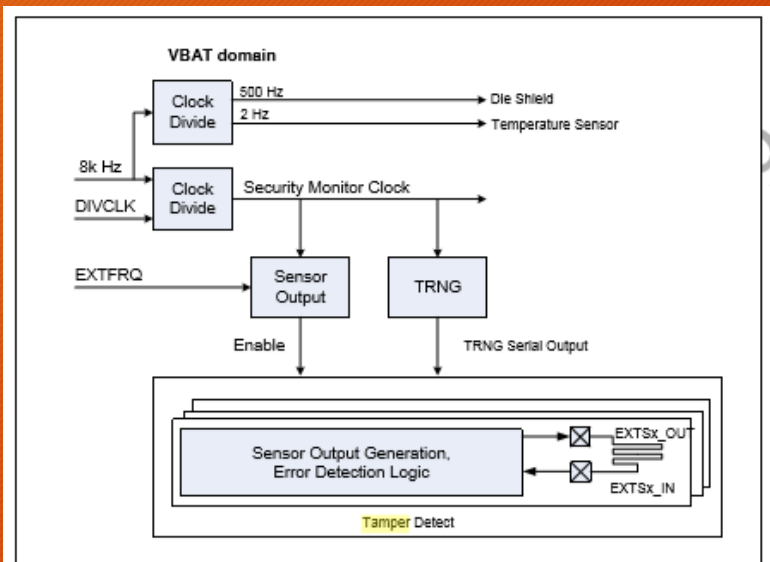 VBAT domain
Clock
Divide
500 Hz
2 Hz
Die Shield
Temperature Sensor
8k Hz
DIVCLK
Clock
Divide
Security Monitor Clock
EXTFRQ
Sensor
Output
TRNG
Enable
TRNG Serial Output
Sensor Output Generation,
Error Detection Logic
EXTSx_OUT
EXTSx_IN
Tamper Detect